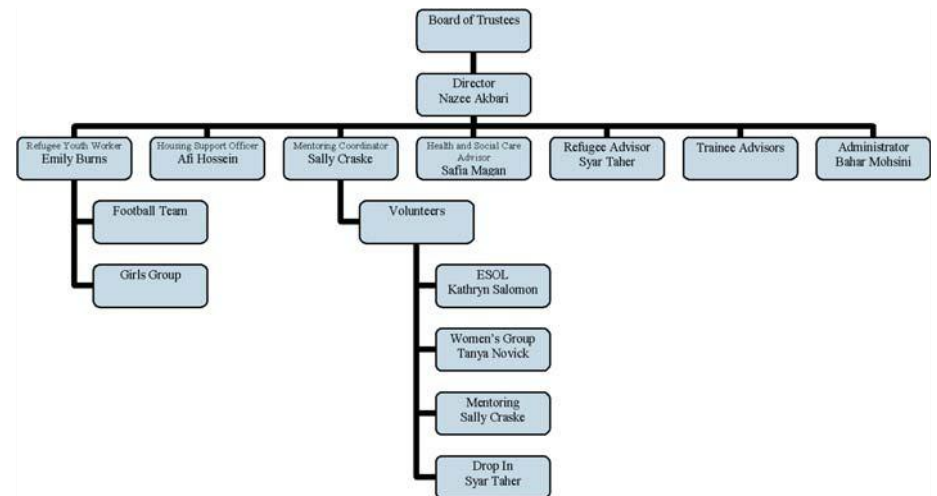 Board of Trustees
Director
Nazee Akbari
Refugee Youth Worker
Emily Burns
Housing Support Officer
Afi Hossein
Mentoring Coordinator
Sally Craske
Health and Social Care
Advisor
Safia Magan
Refugee Advisor
Syar Taher
Trainee Advisors
Administrator
Bahar Mohsini
Football Team
Girls Group
Volunteers
ESOL
Kathryn Salomon
Women's Group
Tanya Novick
Mentoring
Sally Craske
Drop In
Syar Taher